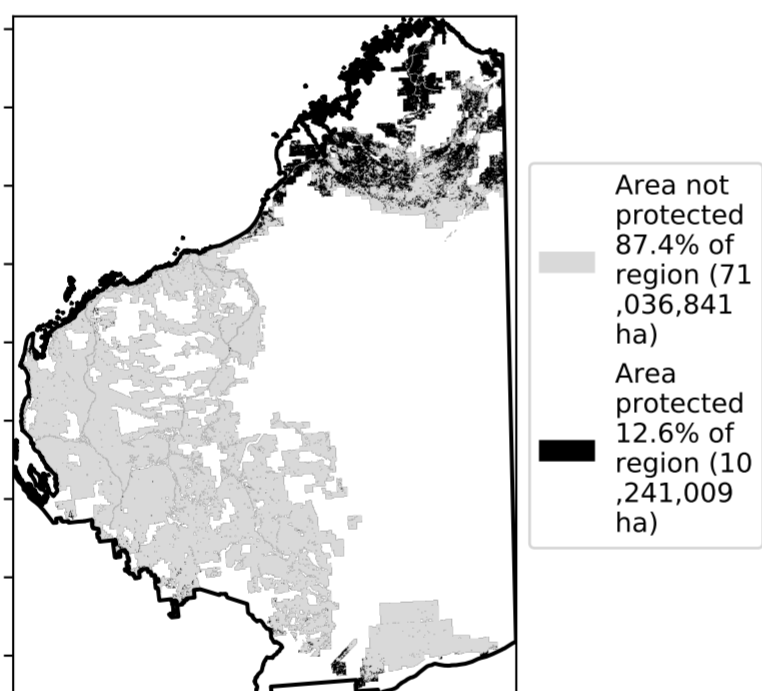 Area not
protected
87.4% of
region (71
,036,841
ha)
Area
protected
12.6% of
region (10
,241,009
ha)